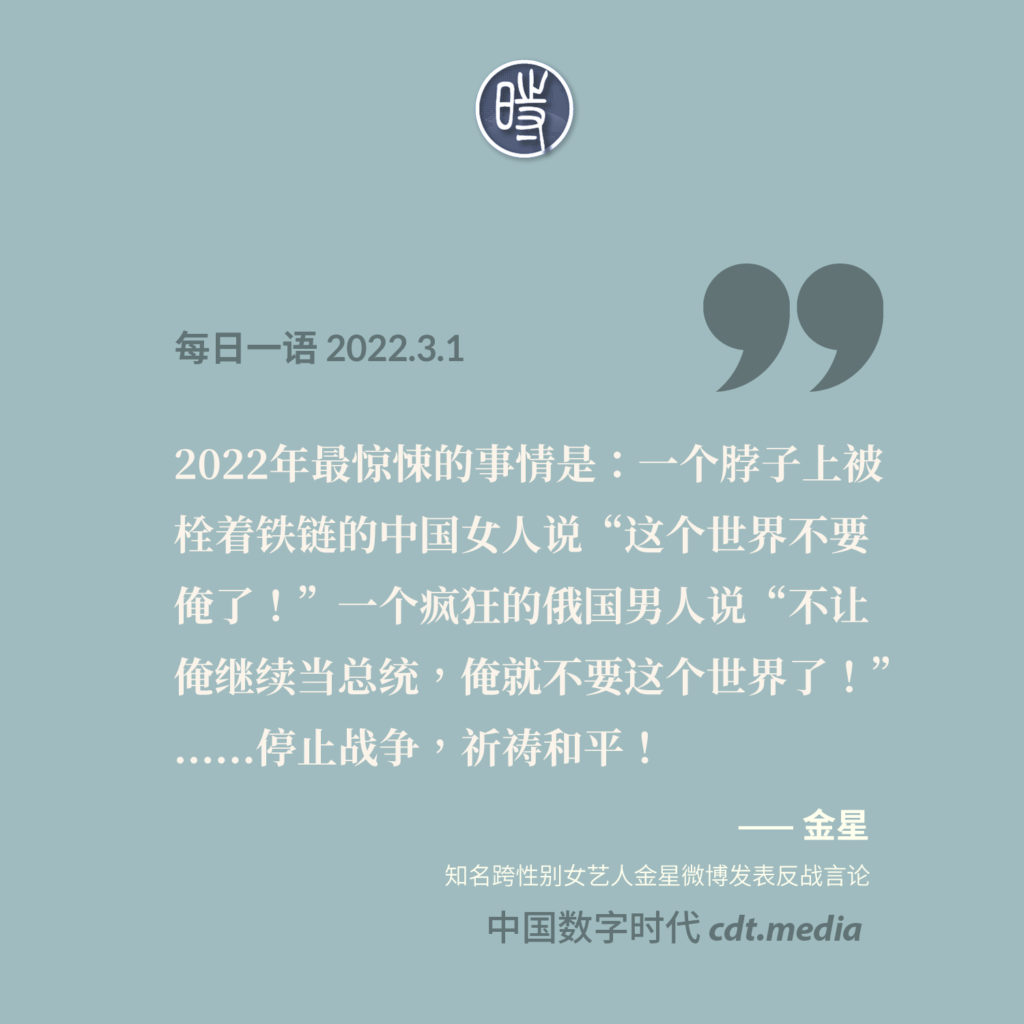 時
每日一语 2022.3.1
2022年最惊悚的事情是：一个脖子上被
栓着铁链的中国女人说“这个世界不要
俺了！”一个疯狂的俄国男人说“不让
俺继续当总统，俺就不要这个世界了！”
......停止战争，祈祷和平！
—— 金星
知名跨性别女艺人金星微博发表反战言论
中国数字时代 cdt.media